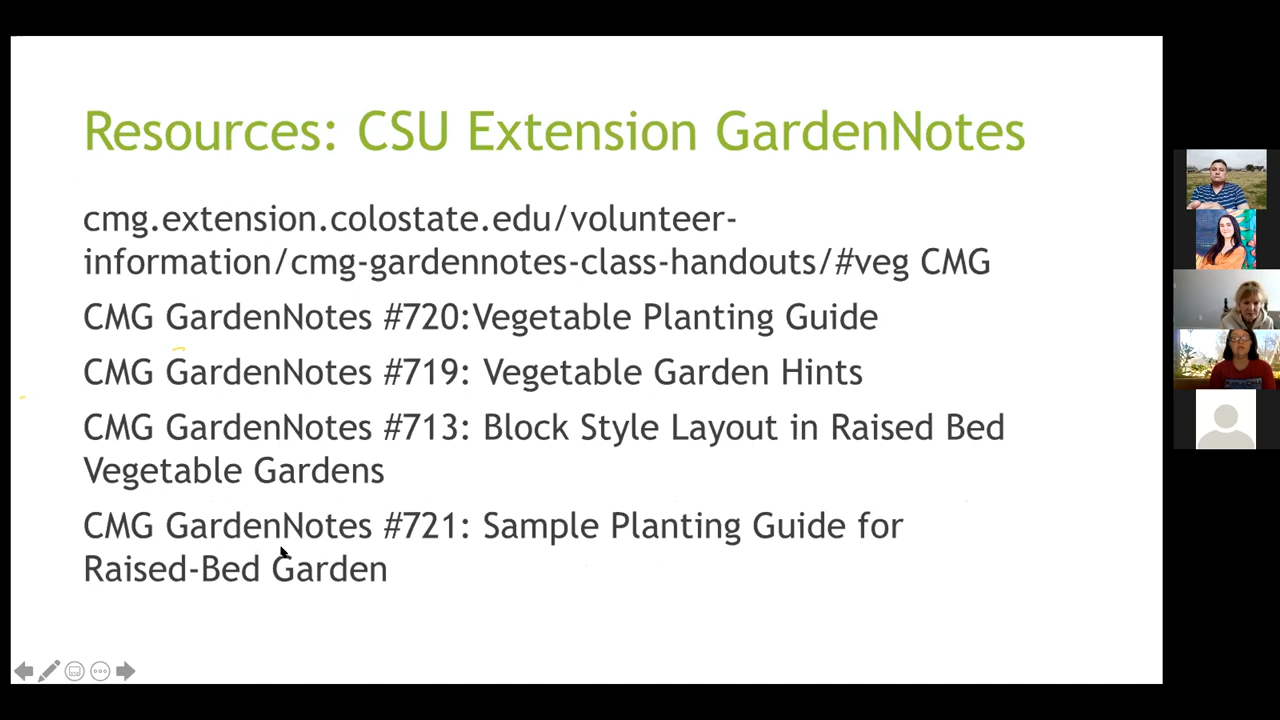 Resources: CSU Extension GardenNotes
cmg.extension.colostate.edu/volunteer-
information/cmg-gardennotes-class-handouts/#veg CMG
CMG GardenNotes #720:Vegetable Planting Guide
CMG GardenNotes #719: Vegetable Garden Hints
CMG GardenNotes #713: Block Style Layout in Raised Bed
Vegetable Gardens
CMG GardenNotes #721: Sample Planting Guide for
Raised-Bed Garden